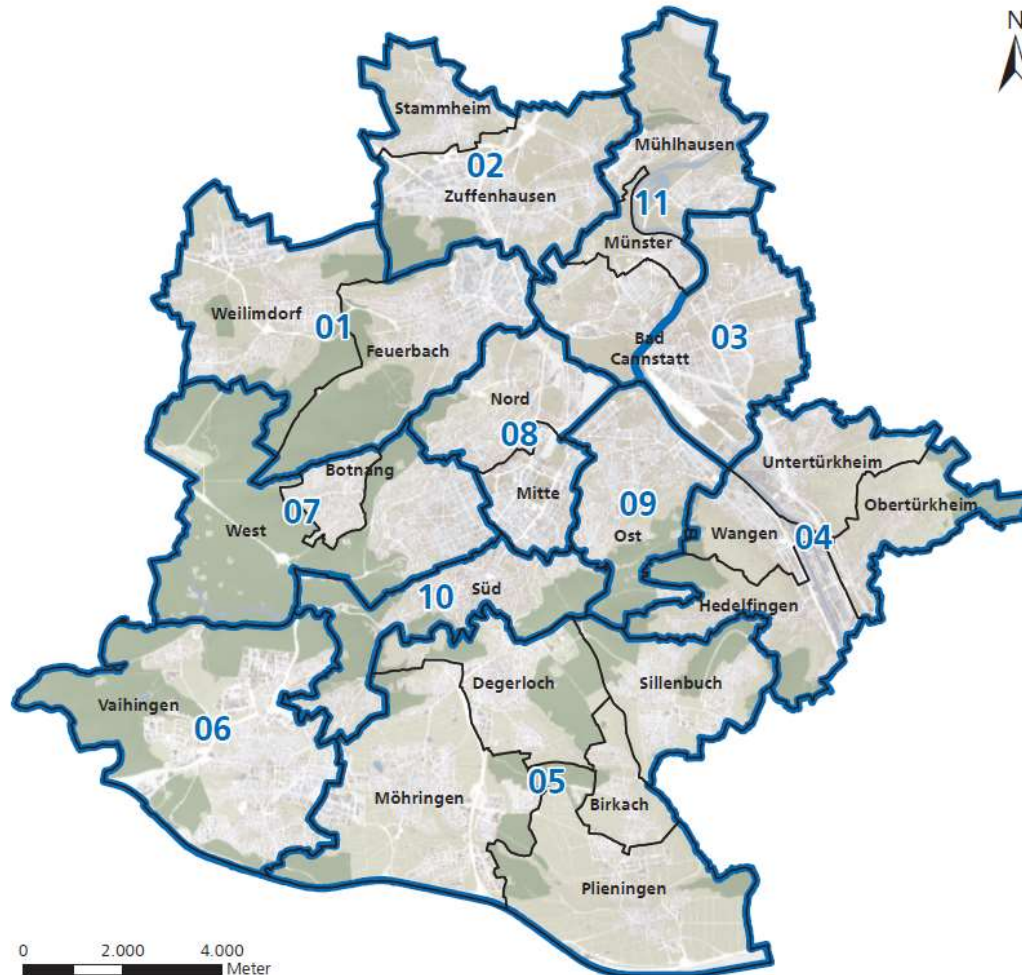 N
Stammheim
02
Zuffenhausen
Mühlhausen
11
Münster
Weilimdorf
01
Feuerbach
Bad
Cannstatt
03
Nord
08
Mitte
Botnang
07
West
09
Ost
Untertürkheim
Obertürkheim
Wangen
04
Hedelfingen
10
Süd
Degerloch
Sillenbuch
Vaihingen
06
Möhringen
05
Birkach
Plieningen
0 2.000 4.000
Meter